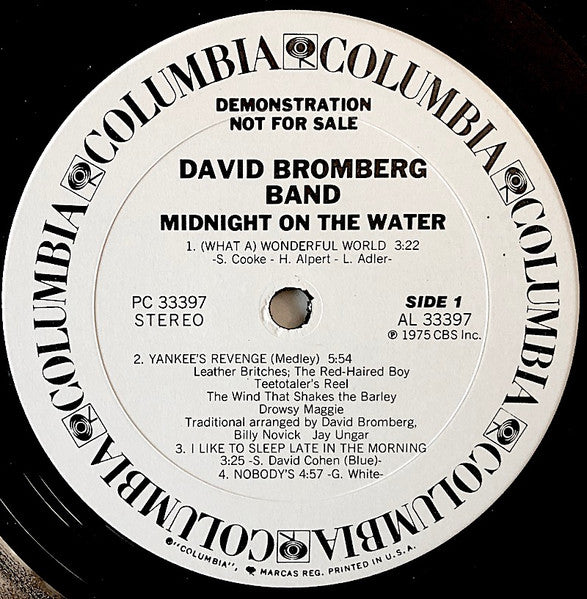 COLUMBIA COLUMBIA COLUMBIA COLUMBIA COLUMBIA COLUMBIA COLUMBIA
DEMONSTRATION
NOT FOR SALE
DAVID BROMBERG
BAND
MIDNIGHT ON THE WATER
1. (WHAT A) WONDERFUL WORLD 3:22
-S. Cooke - H. Alpert - L. Adler-
PC 33397
STEREO
SIDE 1
AL 33397
℗ 1975 CBS Inc.
2. YANKEE'S REVENGE (Medley) 5:54
Leather Britches; The Red-Haired Boy
Teetotaler's Reel
The Wind That Shakes the Barley
Drowsy Maggie
Traditional arranged by David Bromberg,
Billy Novick Jay Ungar
3. I LIKE TO SLEEP LATE IN THE MORNING
3:25 -S. David Cohen (Blue)-
4. NOBODY'S 4:57 -G. White-
"COLUMBIA", MARCAS REG. PRINTED IN U.S.A.